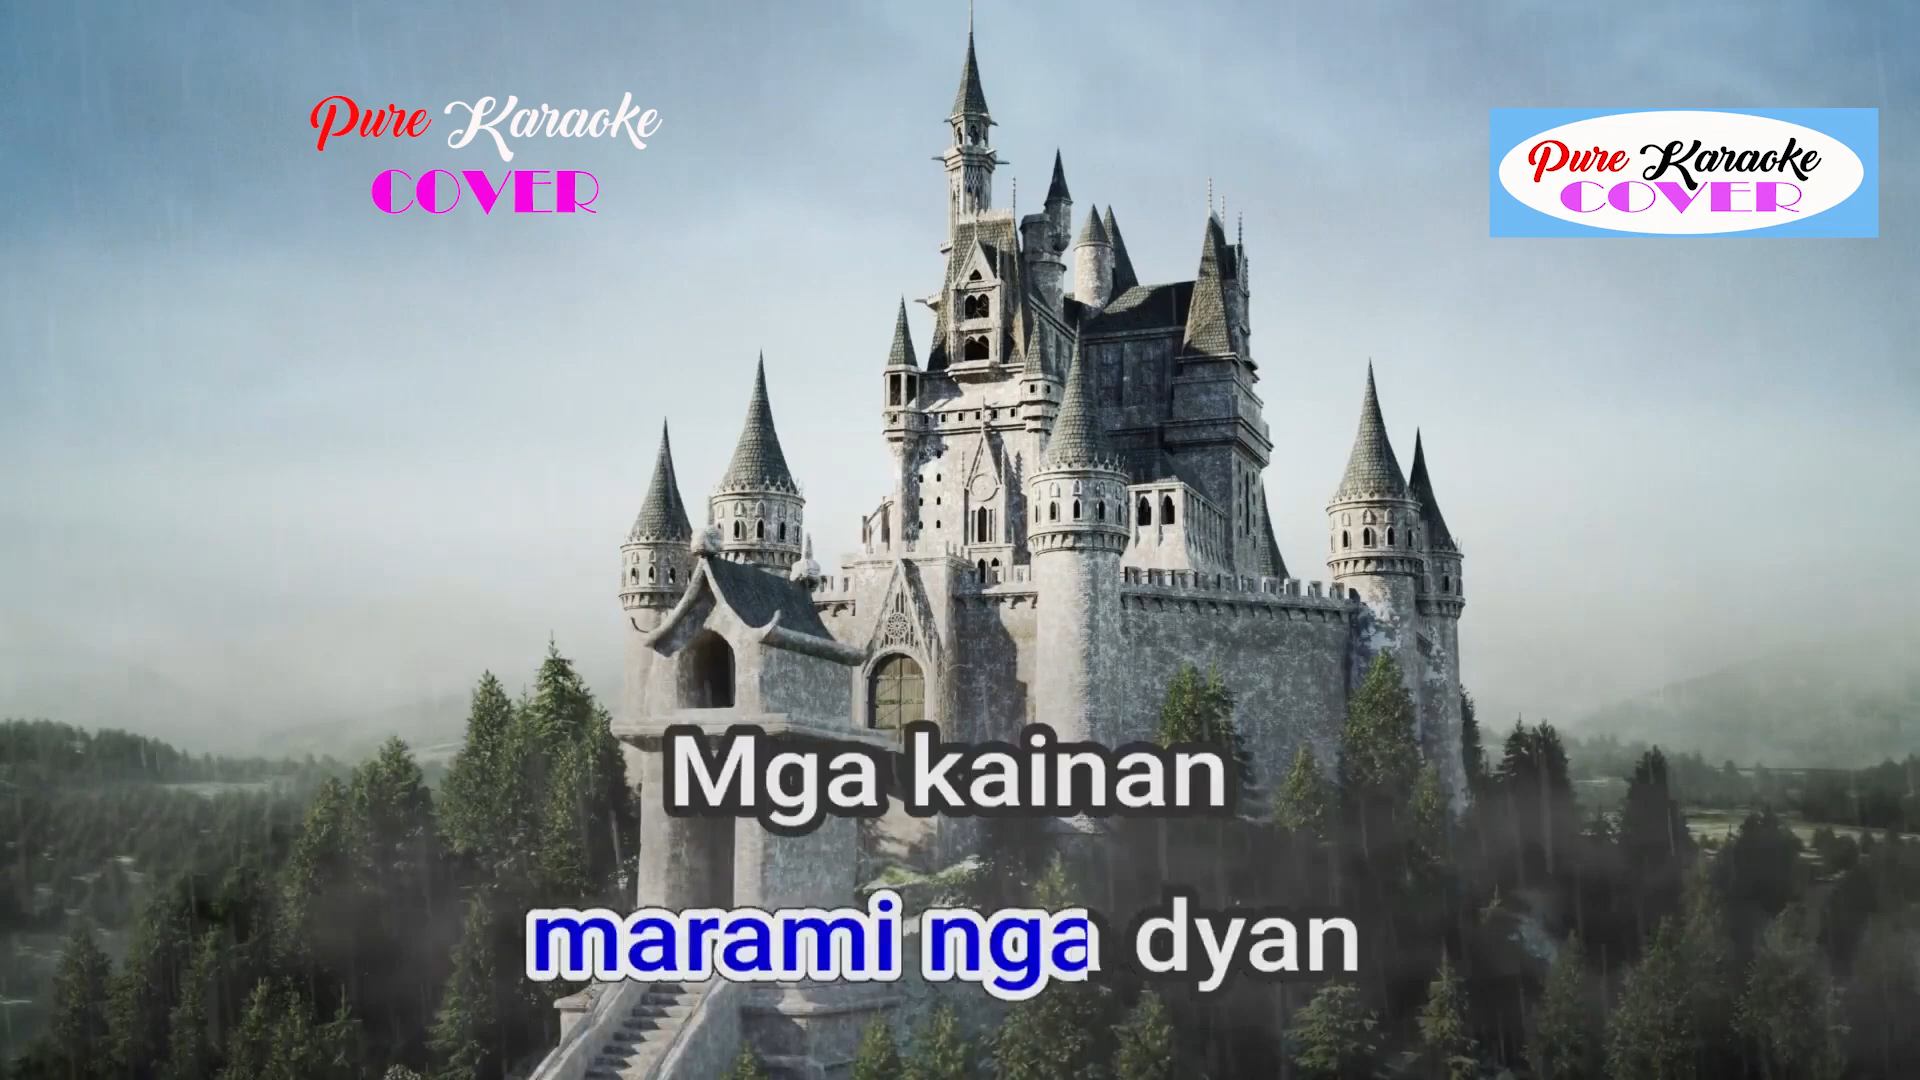 Pure Karaoke
COVER
Pure Karaoke
COVER
Mga kainan
marami nga dyan